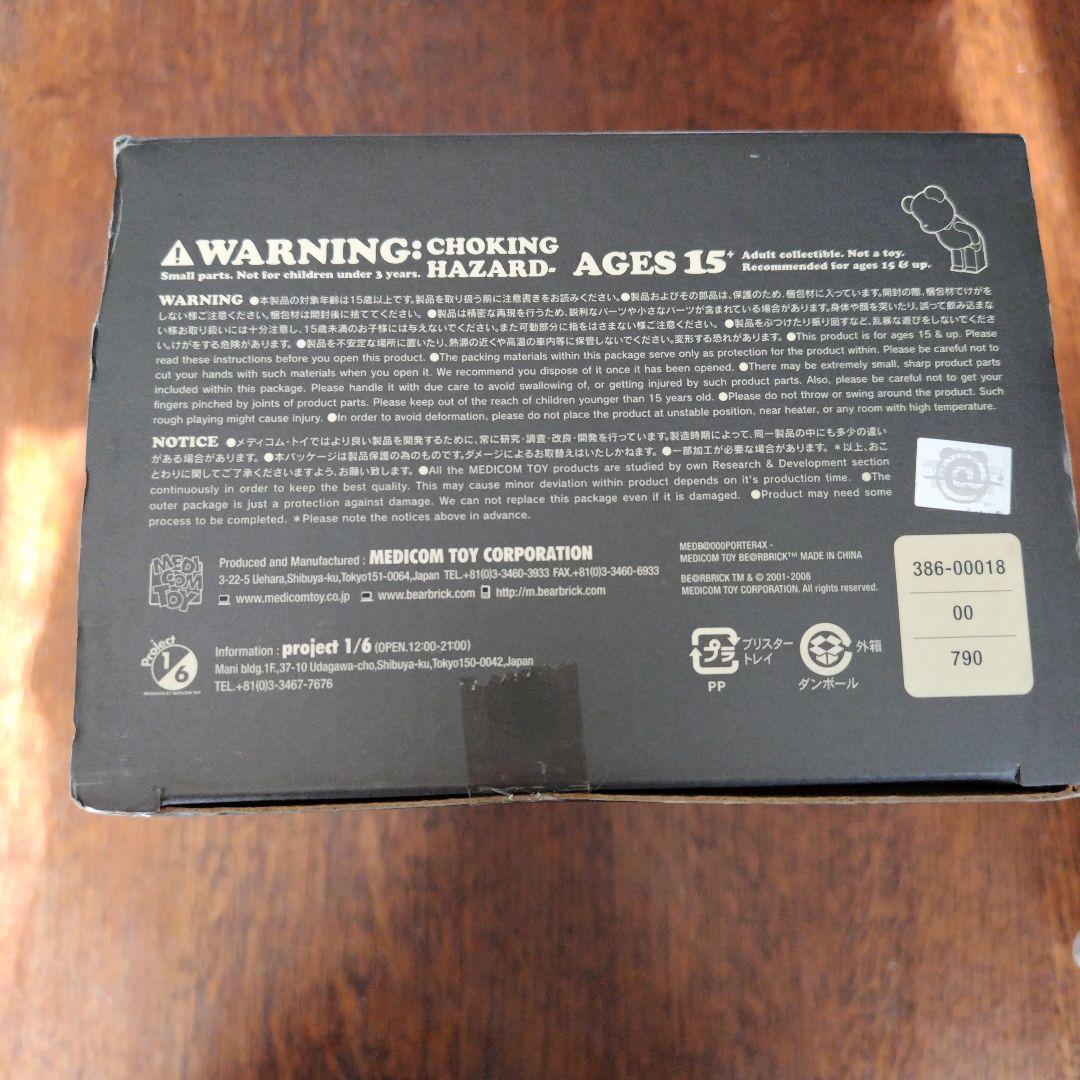 WARNING: CHOKING HAZARD-
Small parts. Not for children under 3 years.
AGES 15+
Adult collectible. Not a toy.
Recommended for ages 15 & up.
WARNING ●本製品の対象年齢は15歳以上です。製品を取り扱う前に注意書きをお読みください。●製品およびその部品は、保護のため、梱包材に入っています。開封の際、梱包材でけがを
しない様ご注意ください。梱包材は開封後に捨ててください。 ●製品は精密な再現を行うため、鋭利なパーツや小さなパーツが含まれている場合があります。身体や顔を突いたり、誤って飲み込まな
い様お取り扱いには十分注意し、15歳未満のお子様には与えないでください。また可動部分に指をはさまない様ご注意ください。 ●製品をぶつけたり振り回すなど、乱暴な遊びをしないでくださ
い。けがをする危険があります。 ●製品を不安定な場所に置いたり、熱源の近くや高温の車内等に保管しないでください。変形する恐れがあります。 ●This product is for ages 15 & up. Please
read these instructions before you open this product. ●The packing materials within this package serve only as protection for the product within. Please be careful not to
cut your hands with such materials when you open it. We recommend you dispose of it once it has been opened. ●There may be extremely small, sharp product parts
included within this package. Please handle it with due care to avoid swallowing of, or getting injured by such product parts. Also, please be careful not to get your
fingers pinched by joints of product parts. Please keep out of the reach of children younger than 15 years old. ●Please do not throw or swing around the product. Such
rough playing might cause injury. ●In order to avoid deformation, please do not place the product at unstable position, near heater, or any room with high temperature.
NOTICE ●メディコム・トイではより良い製品を開発するために、常に研究・調査・改良・開発を行っています。製造時期によって、同一製品の中にも多少の違い
がある場合があります。 ●本パッケージは製品保護の為のものです。ダメージによるお取替えはいたしかねます。 ●一部加工が必要な場合があります。 *以上、おこ
とわりに関してご了承くださいますよう、お願い致します。 ●All the MEDICOM TOY products are studied by own Research & Development section
continuously in order to keep the best quality. This may cause minor deviation within product depends on it's production time. ●The
outer package is just a protection against damage. We can not replace this package even if it is damaged. ●Product may need some
process to be completed. *Please note the notices above in advance.
MEDI COM TOY
Produced and Manufactured : MEDICOM TOY CORPORATION
3-22-5 Uehara,Shibuya-ku,Tokyo151-0064,Japan TEL.+81(0)3-3460-3933 FAX.+81(0)3-3460-6933
www.medicomtoy.co.jp www.bearbrick.com http://m.bearbrick.com
Project 1/6
PRODUCED BY MEDICOM TOY
Information : project 1/6 (OPEN.12:00-21:00)
Mani bldg.1F.,37-10 Udagawa-cho,Shibuya-ku,Tokyo150-0042,Japan
TEL.+81(0)3-3467-7676
MEDB@000PORTER4X -
MEDICOM TOY BE@RBRICK™ MADE IN CHINA
BE@RBRICK TM & © 2001-2008
MEDICOM TOY CORPORATION. All rights reserved.
プラ
PP
ブリスター
トレイ
ダンボール
外箱
386-00018
00
790